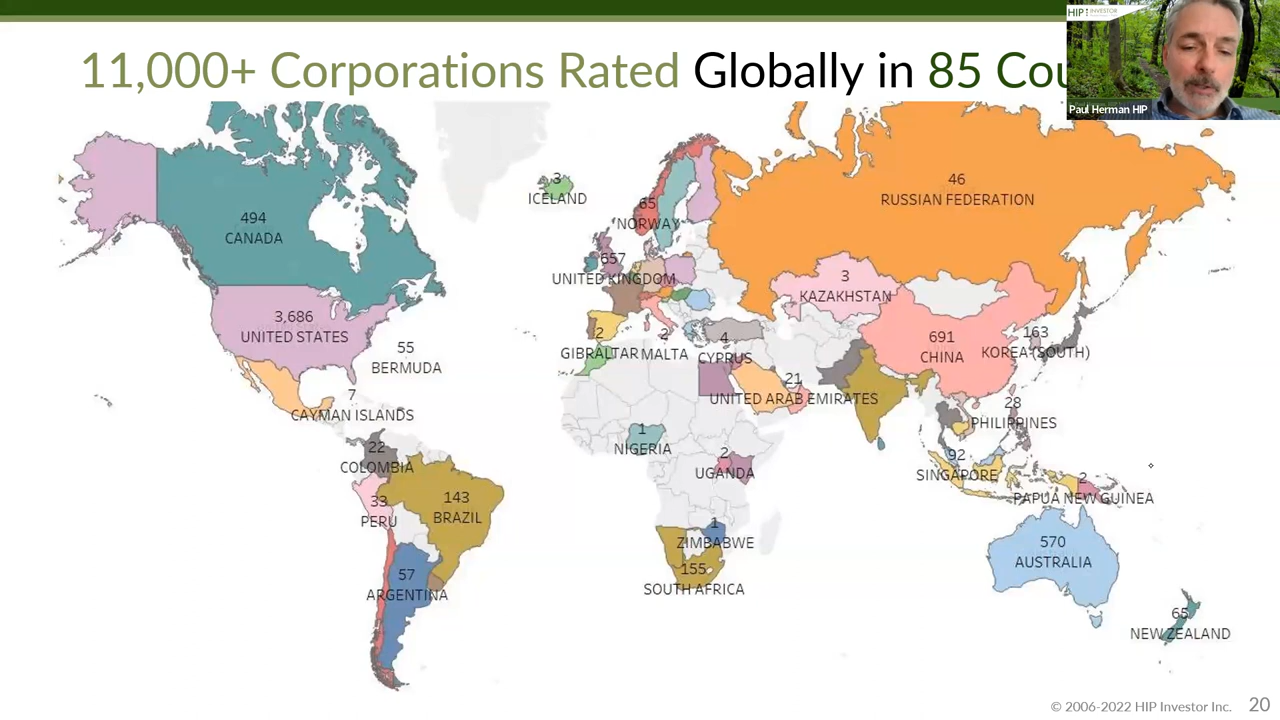 11,000+ Corporations Rated Globally in 85 Cou
HIP INVESTOR
Paul Herman HIP
3
ICELAND
46
RUSSIAN FEDERATION
65
NORWAY
494
CANADA
657
UNITED KINGDOM
3
KAZAKHSTAN
3,686
UNITED STATES
55
BERMUDA
2
GIBRALTAR
2
MALTA
4
CYPRUS
691
CHINA
163
KOREA (SOUTH)
7
CAYMAN ISLANDS
21
UNITED ARAB EMIRATES
28
PHILIPPINES
22
COLOMBIA
1
NIGERIA
2
UGANDA
92
SINGAPORE
2
PAPUA NEW GUINEA
33
PERU
143
BRAZIL
1
ZIMBABWE
570
AUSTRALIA
57
ARGENTINA
155
SOUTH AFRICA
65
NEW ZEALAND
© 2006-2022 HIP Investor Inc. 20